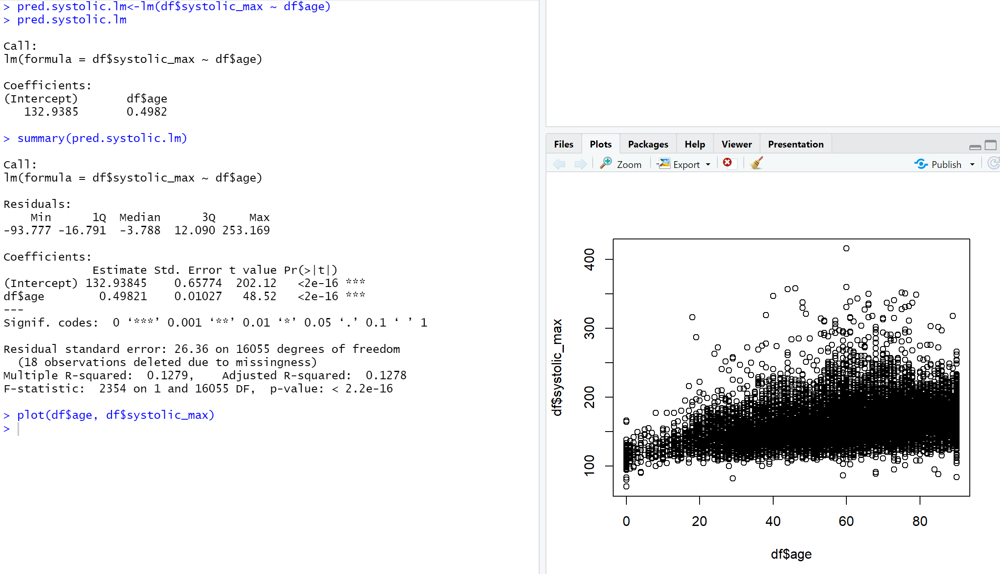 > pred.systolic.lm<-lm(df$systolic_max ~ df$age)
> pred.systolic.lm
Call:
lm(formula = df$systolic_max ~ df$age)
Coefficients:
(Intercept)       df$age
   132.9385       0.4982
> summary(pred.systolic.lm)
Call:
lm(formula = df$systolic_max ~ df$age)
Residuals:
    Min      1Q  Median      3Q     Max
-93.777 -16.791  -3.788  12.090 253.169
Coefficients:
             Estimate Std. Error t value Pr(>|t|)
(Intercept) 132.93845    0.65774  202.12   <2e-16 ***
df$age        0.49821    0.01027   48.52   <2e-16 ***
---
Signif. codes:  0 ‘***’ 0.001 ‘**’ 0.01 ‘*’ 0.05 ‘.’ 0.1 ‘ ’ 1
Residual standard error: 26.36 on 16055 degrees of freedom
  (18 observations deleted due to missingness)
Multiple R-squared:  0.1279,    Adjusted R-squared:  0.1278
F-statistic:  2354 on 1 and 16055 DF,  p-value: < 2.2e-16
> plot(df$age, df$systolic_max)
>
Files Plots Packages Help Viewer Presentation
Zoom Export Publish
df$systolic_max
400
300
200
100
0 20 40 60 80
df$age